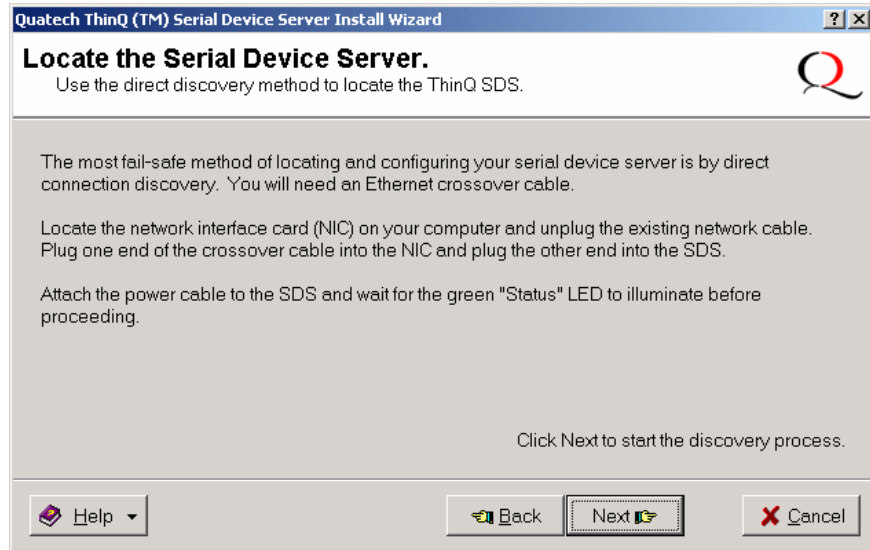 Quatech ThinQ (TM) Serial Device Server Install Wizard
Locate the Serial Device Server.
Use the direct discovery method to locate the ThinQ SDS.
The most fail-safe method of locating and configuring your serial device server is by direct
connection discovery. You will need an Ethernet crossover cable.
Locate the network interface card (NIC) on your computer and unplug the existing network cable.
Plug one end of the crossover cable into the NIC and plug the other end into the SDS.
Attach the power cable to the SDS and wait for the green "Status" LED to illuminate before
proceeding.
Click Next to start the discovery process.
Help
Back
Next
Cancel